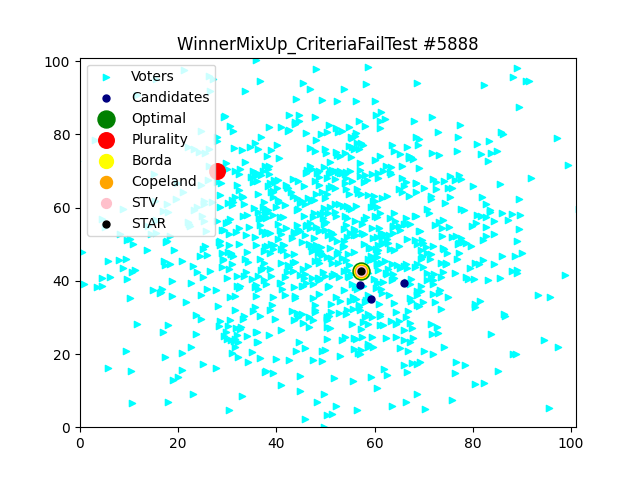 WinnerMixUp_CriteriaFailTest #5888
100
80
60
40
20
0
Voters
Candidates
Optimal
Plurality
Borda
Copeland
STV
STAR
0 20 40 60 80 100